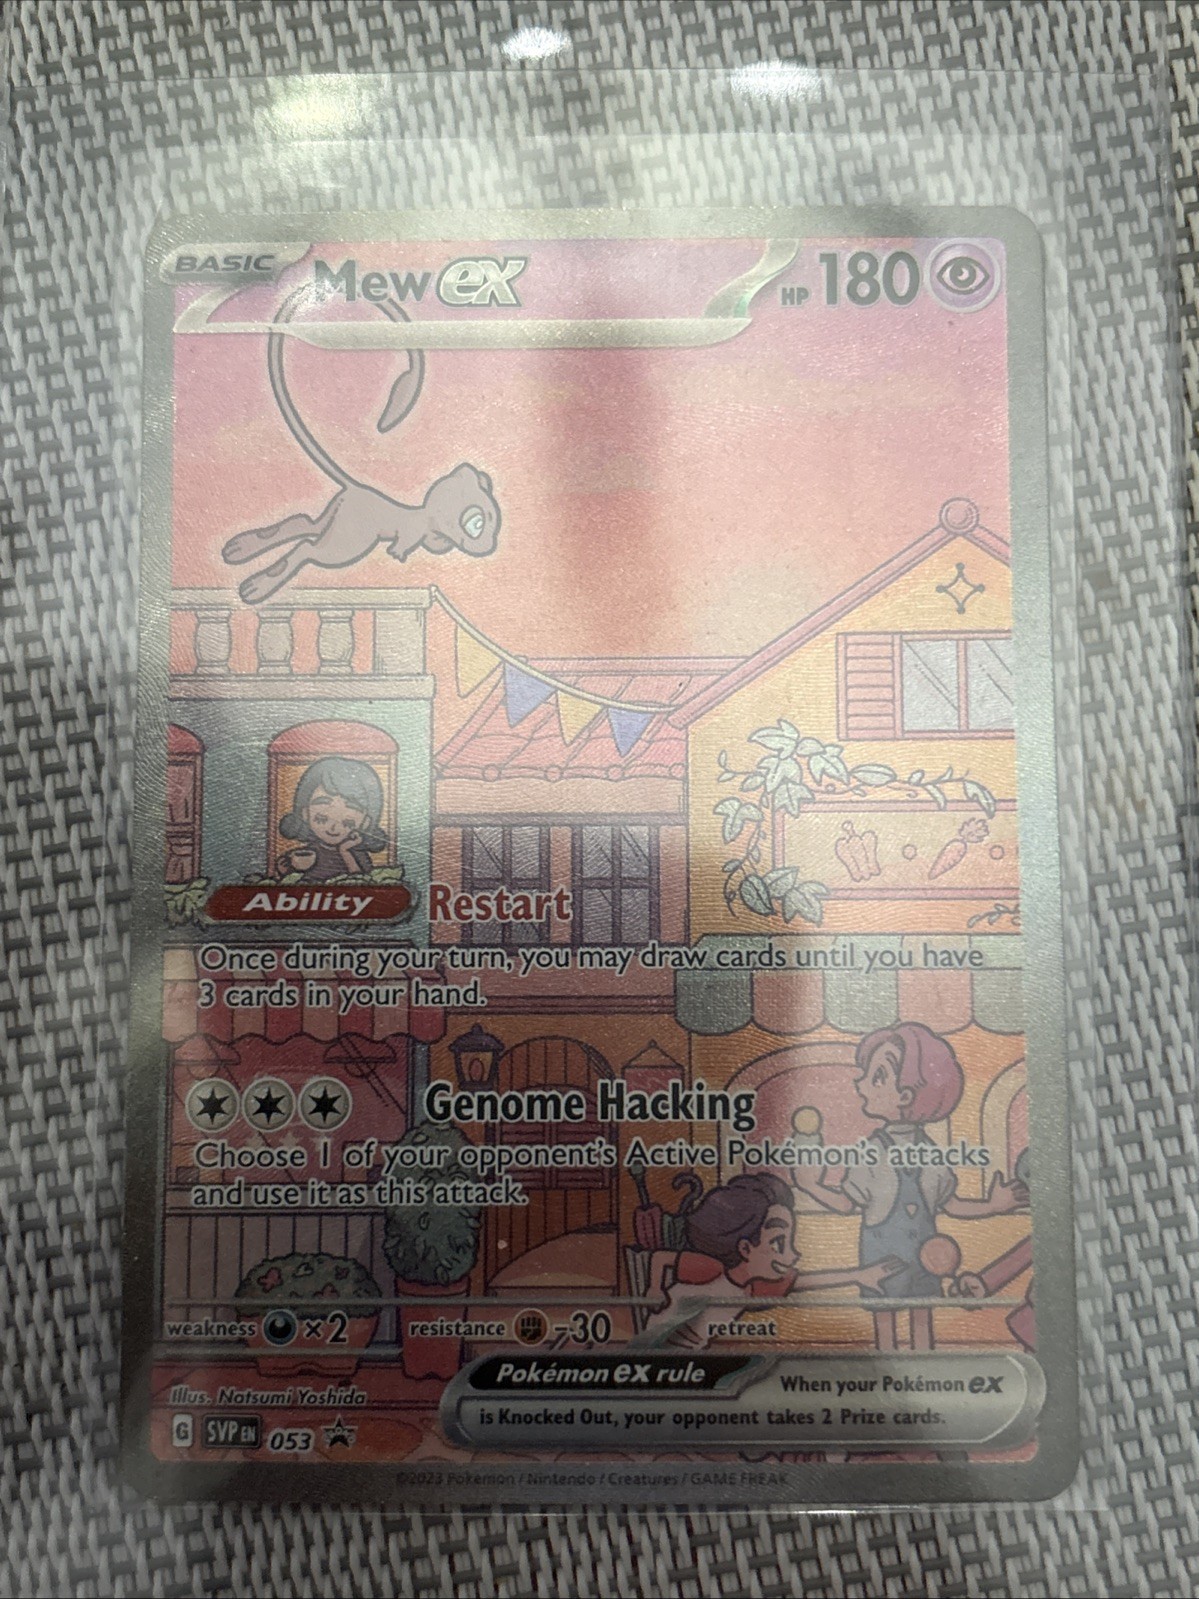 BASIC Mew ex HP 180
Ability Restart
Once during your turn, you may draw cards until you have
3 cards in your hand.
Genome Hacking
Choose 1 of your opponent's Active Pokémon's attacks
and use it as this attack.
weakness ×2 resistance -30 retreat
Pokémon ex rule When your Pokémon ex
is Knocked Out, your opponent takes 2 Prize cards.
Illus. Natsumi Yoshida
G SVP EN 053
©2023 Pokémon / Nintendo / Creatures / GAME FREAK